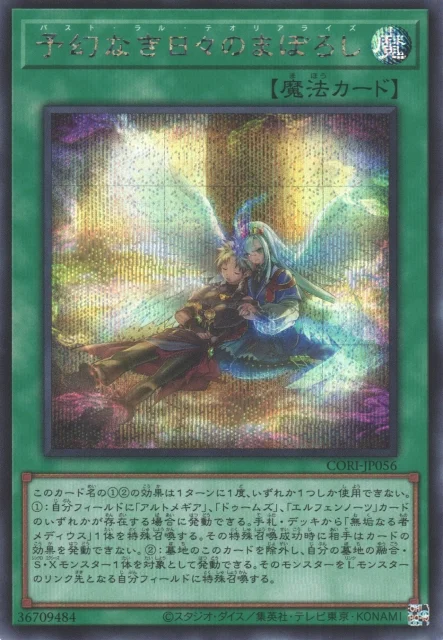 パストラル・テオリアライズ
予幻なき日々のまぼろし
魔
まほう
【魔法カード】
CORI-JP056
このカード名の①②の効果は1ターンに1度、いずれか1つしか使用できない。
①:自分フィールドに「アルトメギア」、「ドゥームズ」、「エルフェンノーツ」カード
のいずれかが存在する場合に発動できる。手札・デッキから「無垢なる者
メディウス」1体を特殊召喚する。その特殊召喚成功時に相手はカードの
効果を発動できない。②:墓地のこのカードを除外し、自分の墓地の融合・
S・Xモンスター1体を対象として発動できる。そのモンスターをLモンスター
のリンク先となる自分フィールドに特殊召喚する。
36709484
©スタジオ・ダイス/集英社・テレビ東京・KONAMI